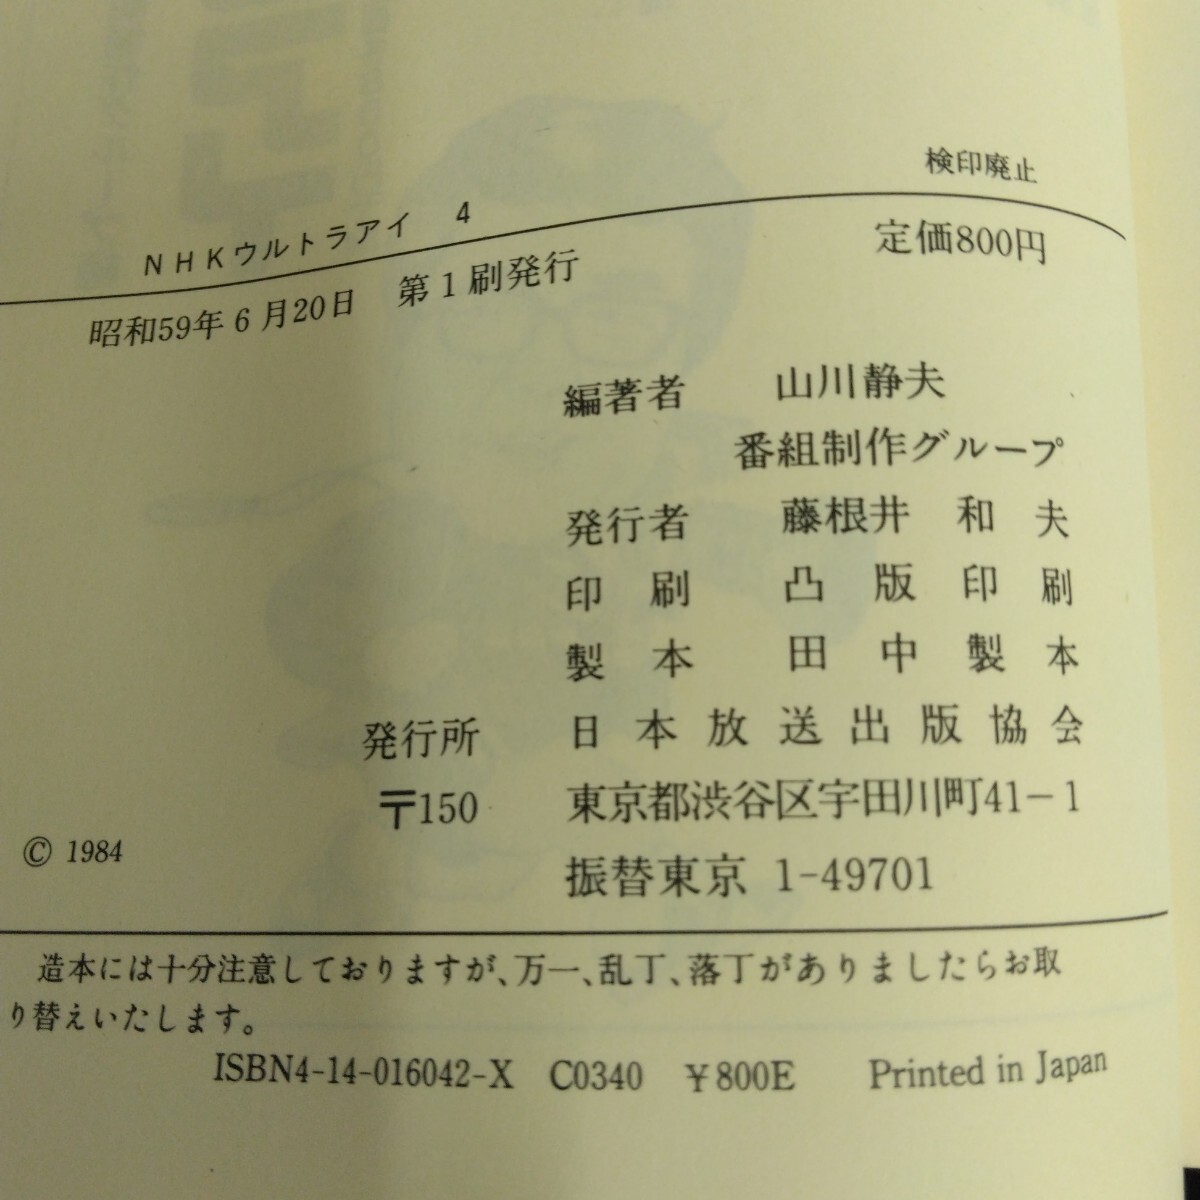 検印廃止
NHKウルトラアイ 4
定価800円
昭和59年6月20日 第1刷発行
編著者 山川静夫
番組制作グループ
発行者 藤根井 和夫
印刷 凸版印刷
製本 田中製本
発行所 日本放送出版協会
〒150 東京都渋谷区宇田川町41-1
© 1984
振替東京 1-49701
造本には十分注意しておりますが、万一、乱丁、落丁がありましたらお取
り替えいたします。
ISBN4-14-016042-X C0340 ¥800E Printed in Japan